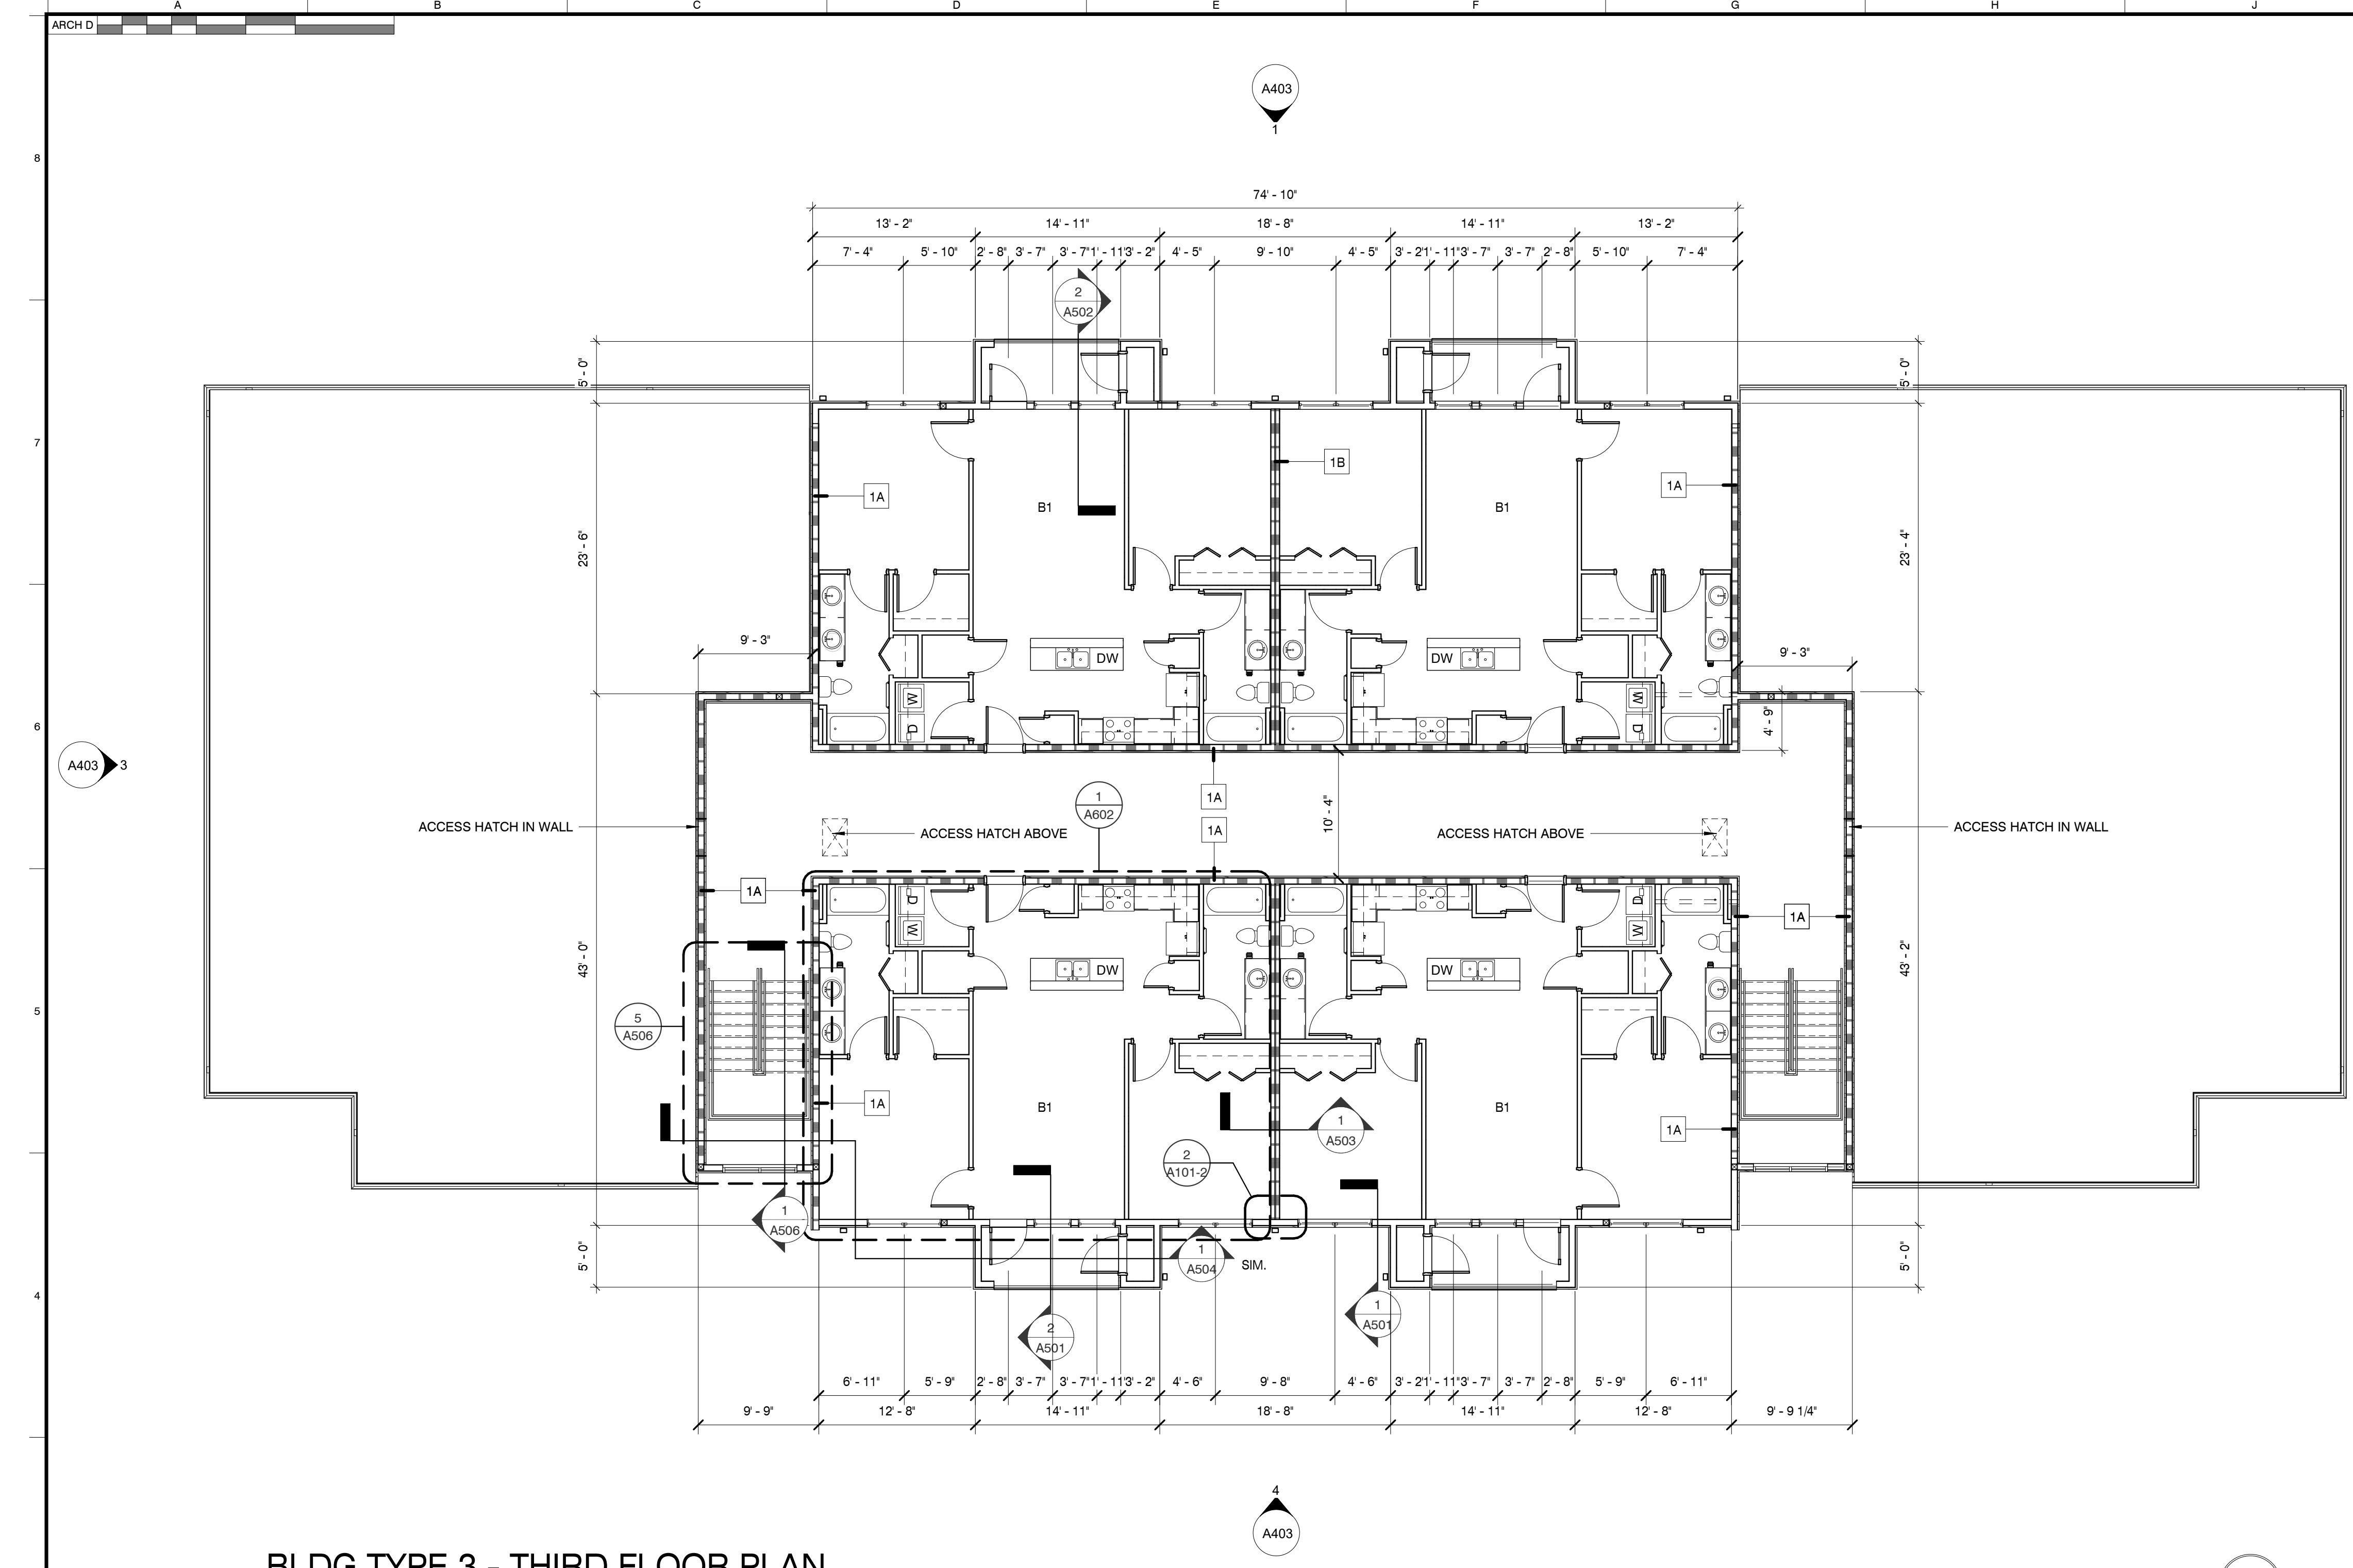 A B C D E F G H J
ARCH D
A403
1
8
74' - 10"
13' - 2" 14' - 11" 18' - 8" 14' - 11" 13' - 2"
7' - 4" 5' - 10" 2' - 8" 3' - 7" 3' - 7" 1' - 11" 3' - 2" 4' - 5" 9' - 10" 4' - 5" 3' - 2" 1' - 11" 3' - 7" 3' - 7" 2' - 8" 5' - 10" 7' - 4"
2
A502
5' - 0" 5' - 0"
7
1B
1A 1A
B1 B1
23' - 6" 23' - 4"
9' - 3" 9' - 3"
DW DW
W W
D D
4' - 9"
6
A403 3
1A
1
A602
10' - 4"
ACCESS HATCH IN WALL ACCESS HATCH ABOVE 1A ACCESS HATCH ABOVE ACCESS HATCH IN WALL
1A 1A
D D
W W
43' - 0" 43' - 2"
DW DW
5
5
A506
1A B1 B1 1A
1
A503
2
A101-2
1
A506
1
A504
SIM.
5' - 0" 5' - 0"
4
1
A501
2
A501
6' - 11" 5' - 9" 2' - 8" 3' - 7" 3' - 7" 1' - 11" 3' - 2" 4' - 6" 9' - 8" 4' - 6" 3' - 2" 1' - 11" 3' - 7" 3' - 7" 2' - 8" 5' - 9" 6' - 11"
9' - 9" 12' - 8" 14' - 11" 18' - 8" 14' - 11" 12' - 8" 9' - 9 1/4"
4
A403
BLDG TYPE 3 - THIRD FLOOR PLAN